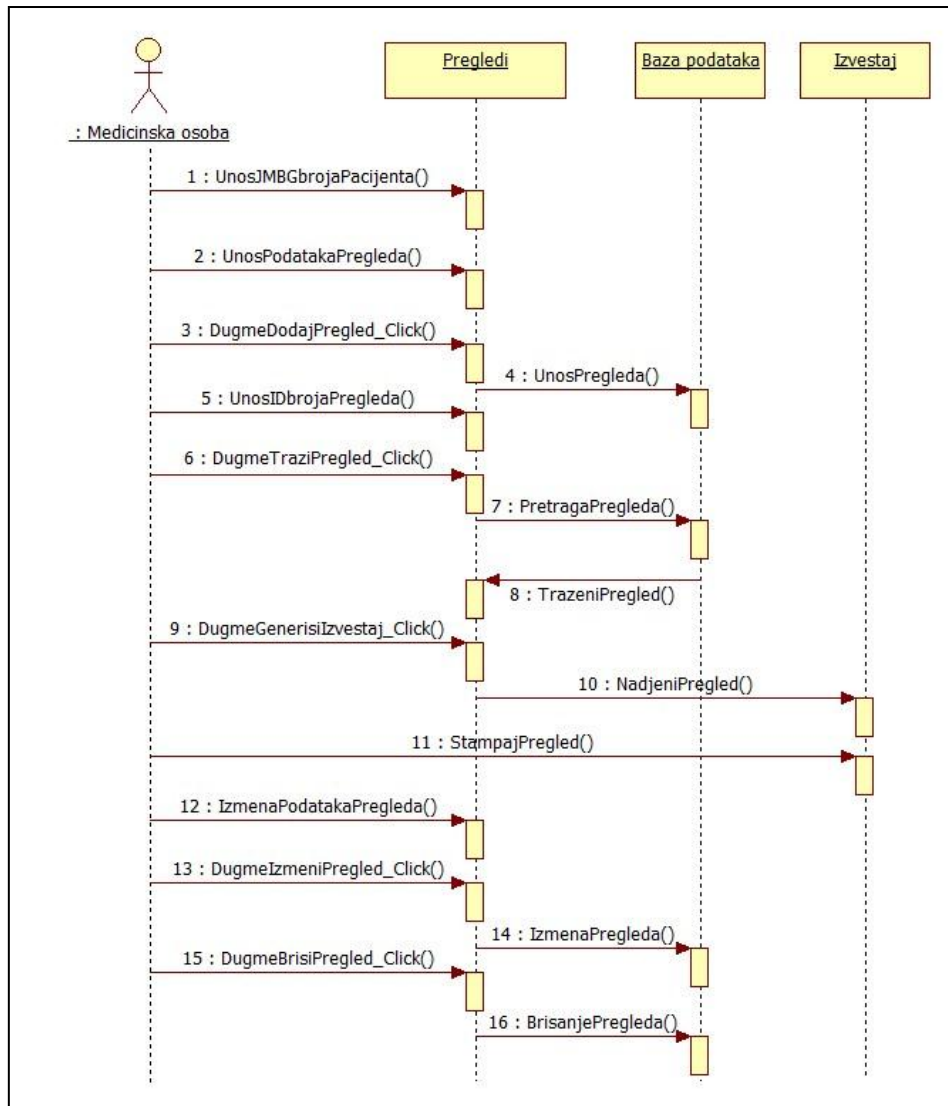 Pregledi
Baza podataka
Izvestaj
: Medicinska osoba
1 : UnosJMBGbrojaPacijenta()
2 : UnosPodatakaPregleda()
3 : DugmeDodajPregled_Click()
4 : UnosPregleda()
5 : UnosIDbrojaPregleda()
6 : DugmeTraziPregled_Click()
7 : PretragaPregleda()
8 : TrazeniPregled()
9 : DugmeGenerisiIzvestaj_Click()
10 : NadjeniPregled()
11 : StampajPregled()
12 : IzmenaPodatakaPregleda()
13 : DugmeIzmeniPregled_Click()
14 : IzmenaPregleda()
15 : DugmeBrisiPregled_Click()
16 : BrisanjePregleda()